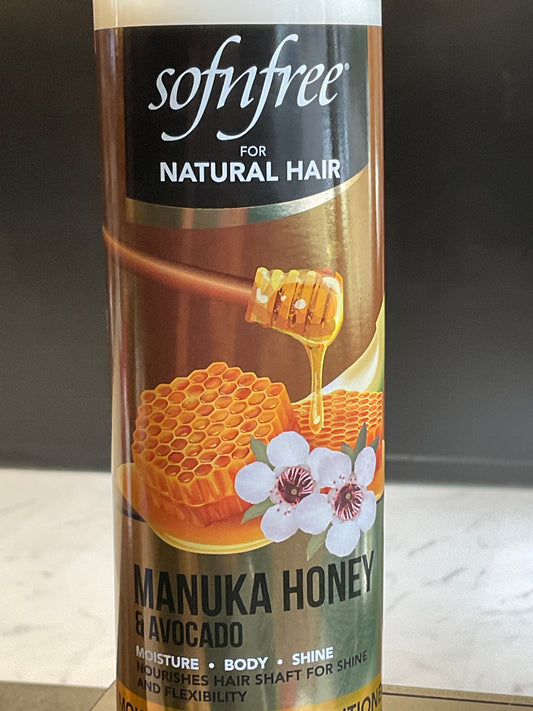 sofnfree®
FOR
NATURAL HAIR
MANUKA HONEY
& AVOCADO
MOISTURE • BODY • SHINE
NOURISHES HAIR SHAFT FOR SHINE
AND FLEXIBILITY